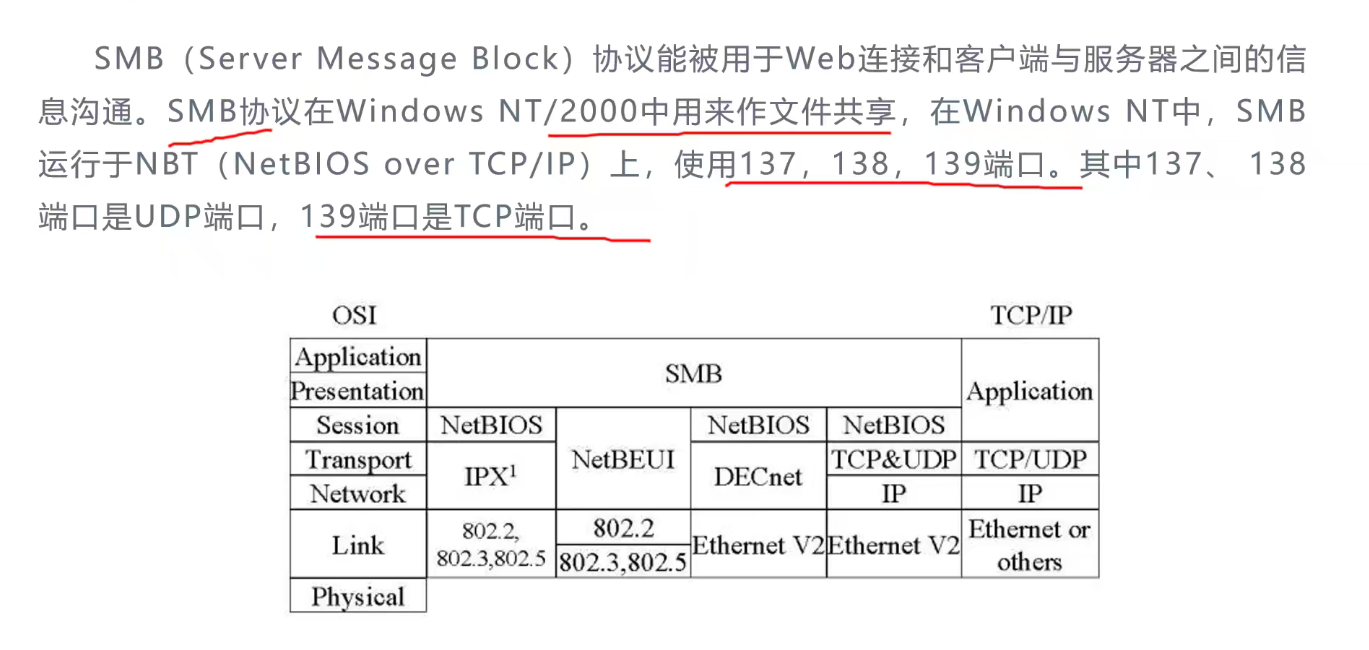 SMB（Server Message Block）协议能被用于Web连接和客户端与服务器之间的信
息沟通。SMB协议在Windows NT/2000中用来作文件共享，在Windows NT中，SMB
运行于NBT（NetBIOS over TCP/IP）上，使用137，138，139端口。其中137、 138
端口是UDP端口，139端口是TCP端口。
OSI TCP/IP
Application
SMB
Presentation
Application
Session NetBIOS NetBIOS NetBIOS
Transport IPX¹ NetBEUI DECnet TCP&UDP TCP/UDP
Network IP IP
Link 802.2, 802.2 Ethernet V2 Ethernet V2 Ethernet or
802.3,802.5 802.3,802.5 others
Physical